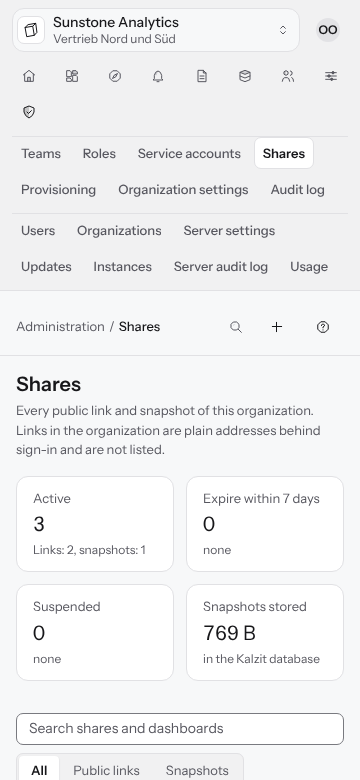 Sunstone Analytics
Vertrieb Nord und Süd
OO
Teams Roles Service accounts Shares
Provisioning Organization settings Audit log
Users Organizations Server settings
Updates Instances Server audit log Usage
Administration / Shares
Shares
Every public link and snapshot of this organization.
Links in the organization are plain addresses behind
sign-in and are not listed.
Active
3
Links: 2, snapshots: 1
Expire within 7 days
0
none
Suspended
0
none
Snapshots stored
769 B
in the Kalzit database
Search shares and dashboards
All Public links Snapshots